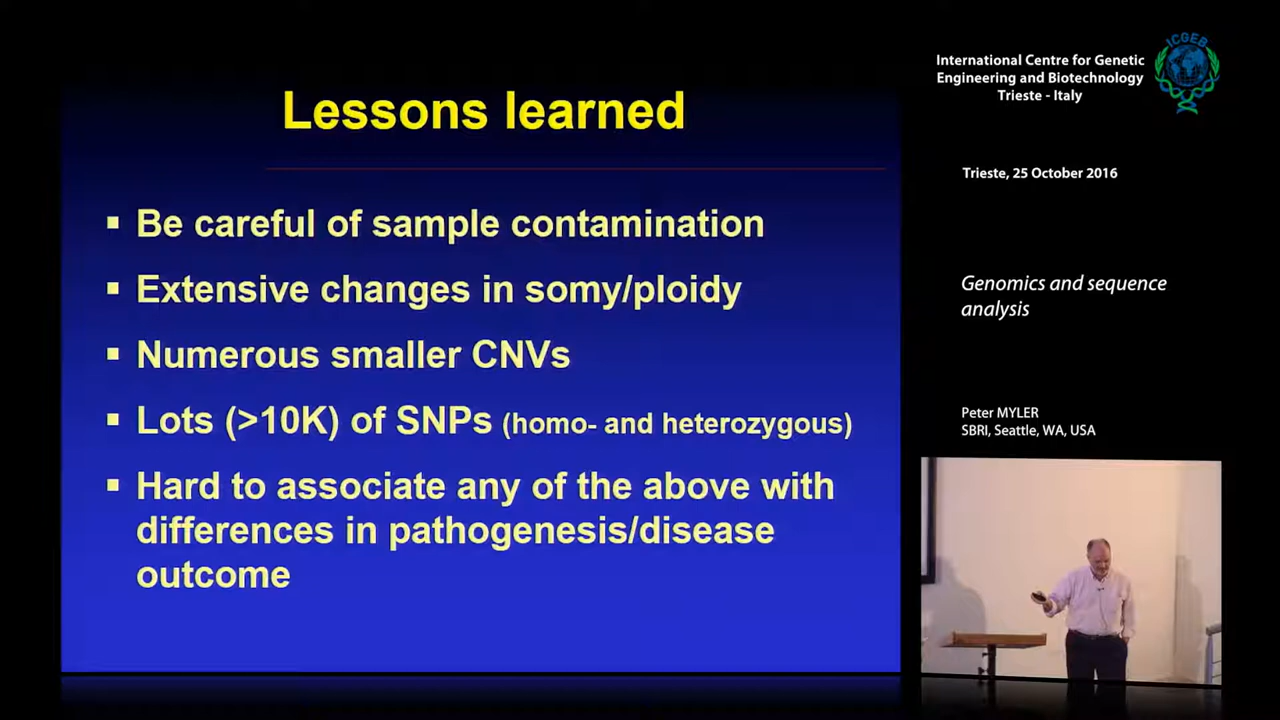 Lessons learned
▪ Be careful of sample contamination
▪ Extensive changes in somy/ploidy
▪ Numerous smaller CNVs
▪ Lots (>10K) of SNPs (homo- and heterozygous)
▪ Hard to associate any of the above with
differences in pathogenesis/disease
outcome
International Centre for Genetic
Engineering and Biotechnology
Trieste - Italy
ICGEB
Trieste, 25 October 2016
Genomics and sequence
analysis
Peter MYLER
SBRI, Seattle, WA, USA